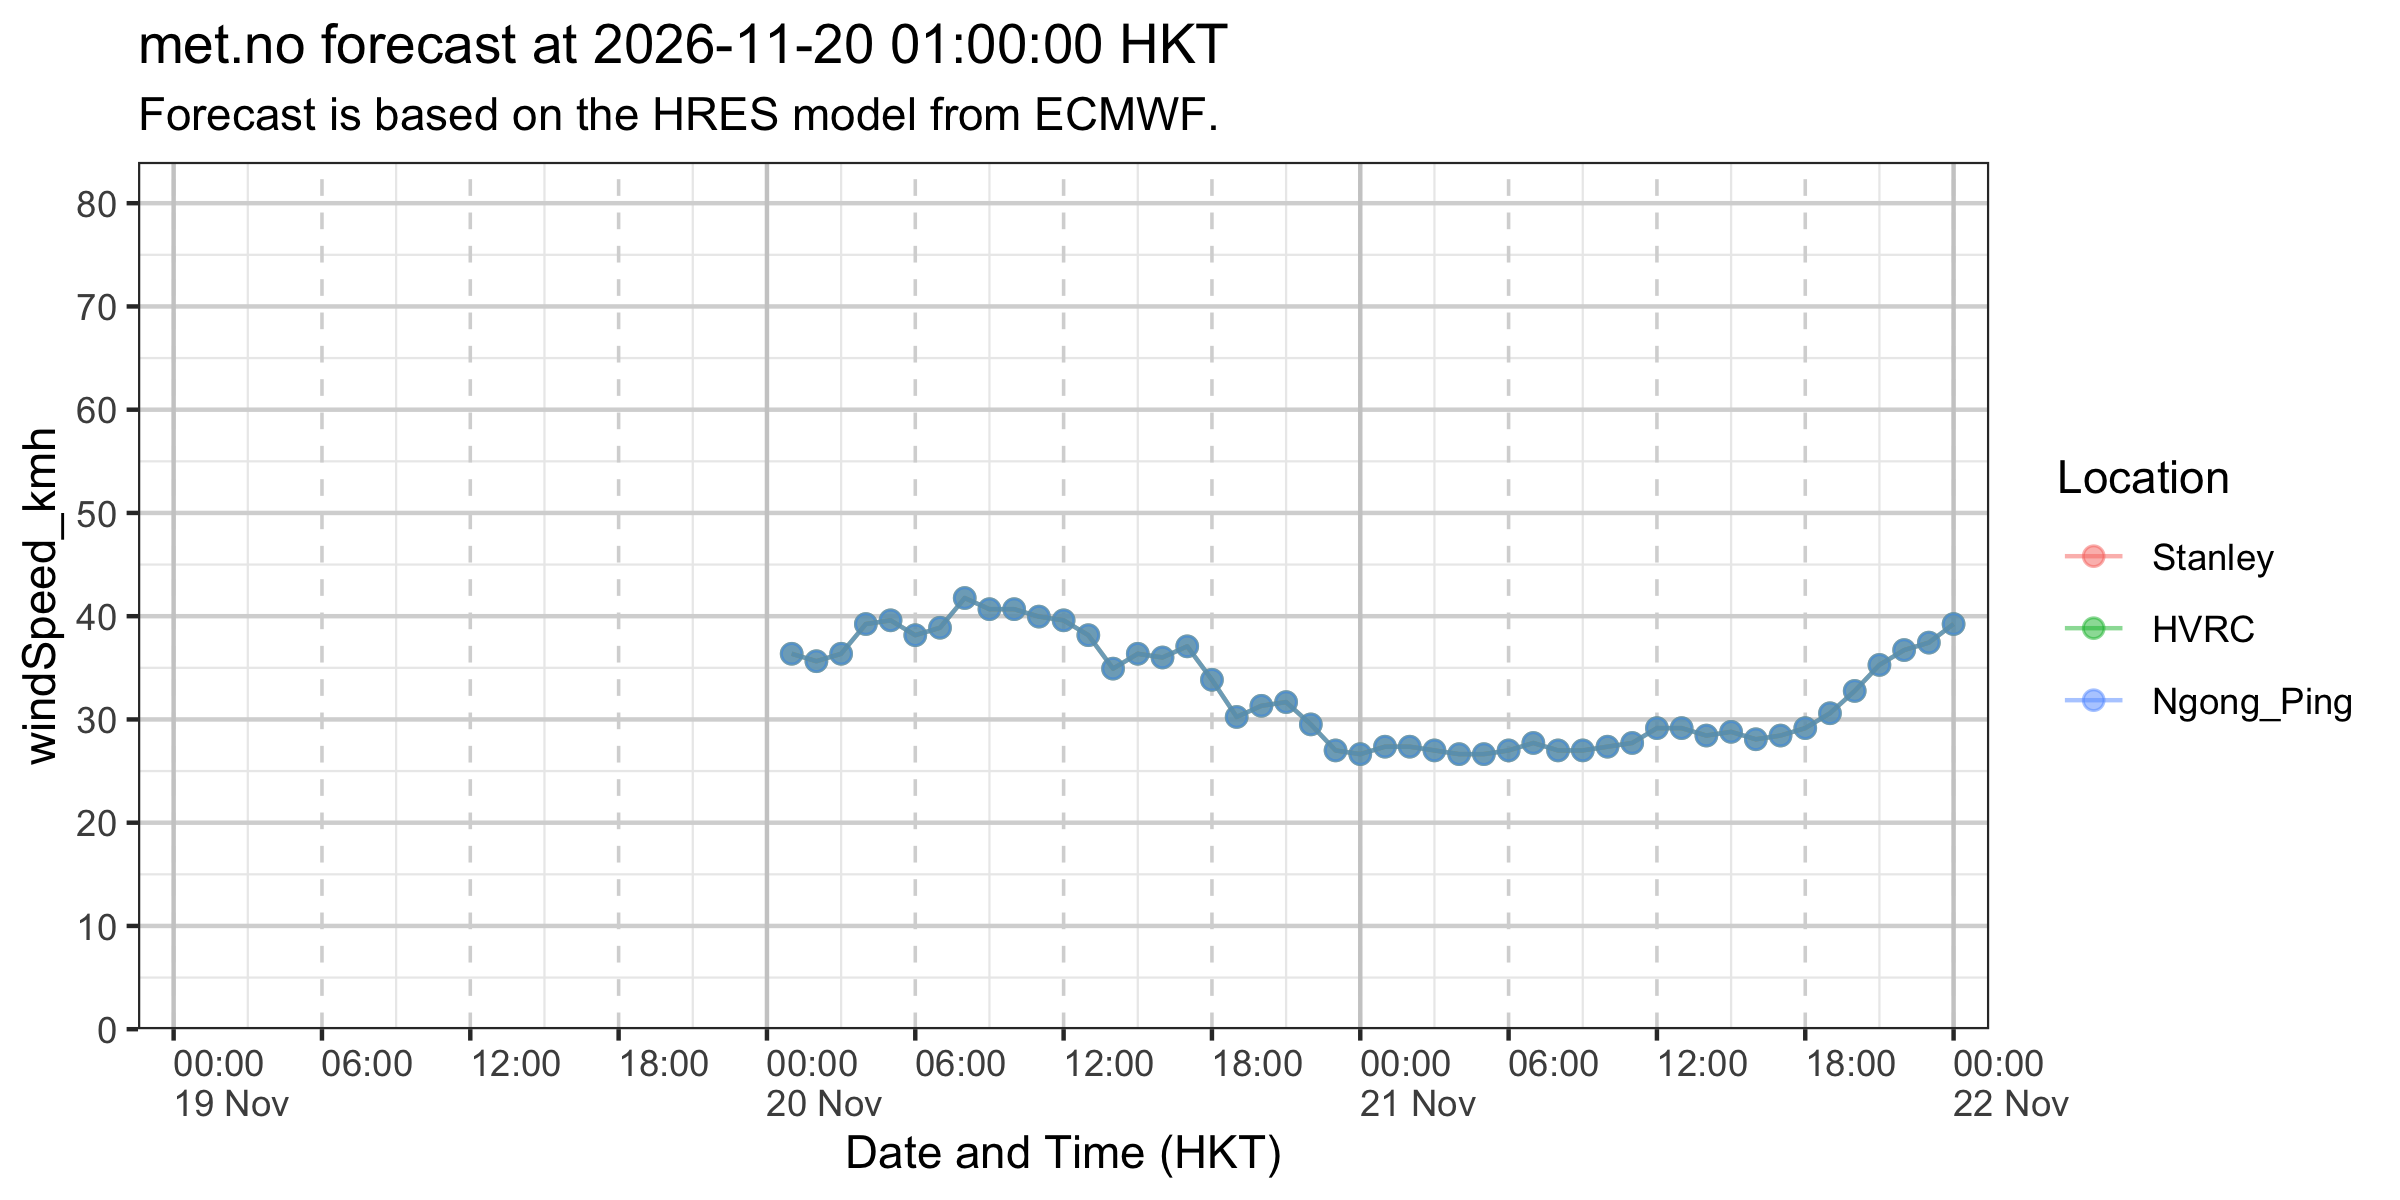 met.no forecast at 2026-11-20 01:00:00 HKT
Forecast is based on the HRES model from ECMWF.
windSpeed_kmh
80
70
60
50
40
30
20
10
0
00:00 06:00 12:00 18:00 00:00 06:00 12:00 18:00 00:00 06:00 12:00 18:00 00:00
19 Nov 20 Nov 21 Nov 22 Nov
Date and Time (HKT)
Location
Stanley
HVRC
Ngong_Ping